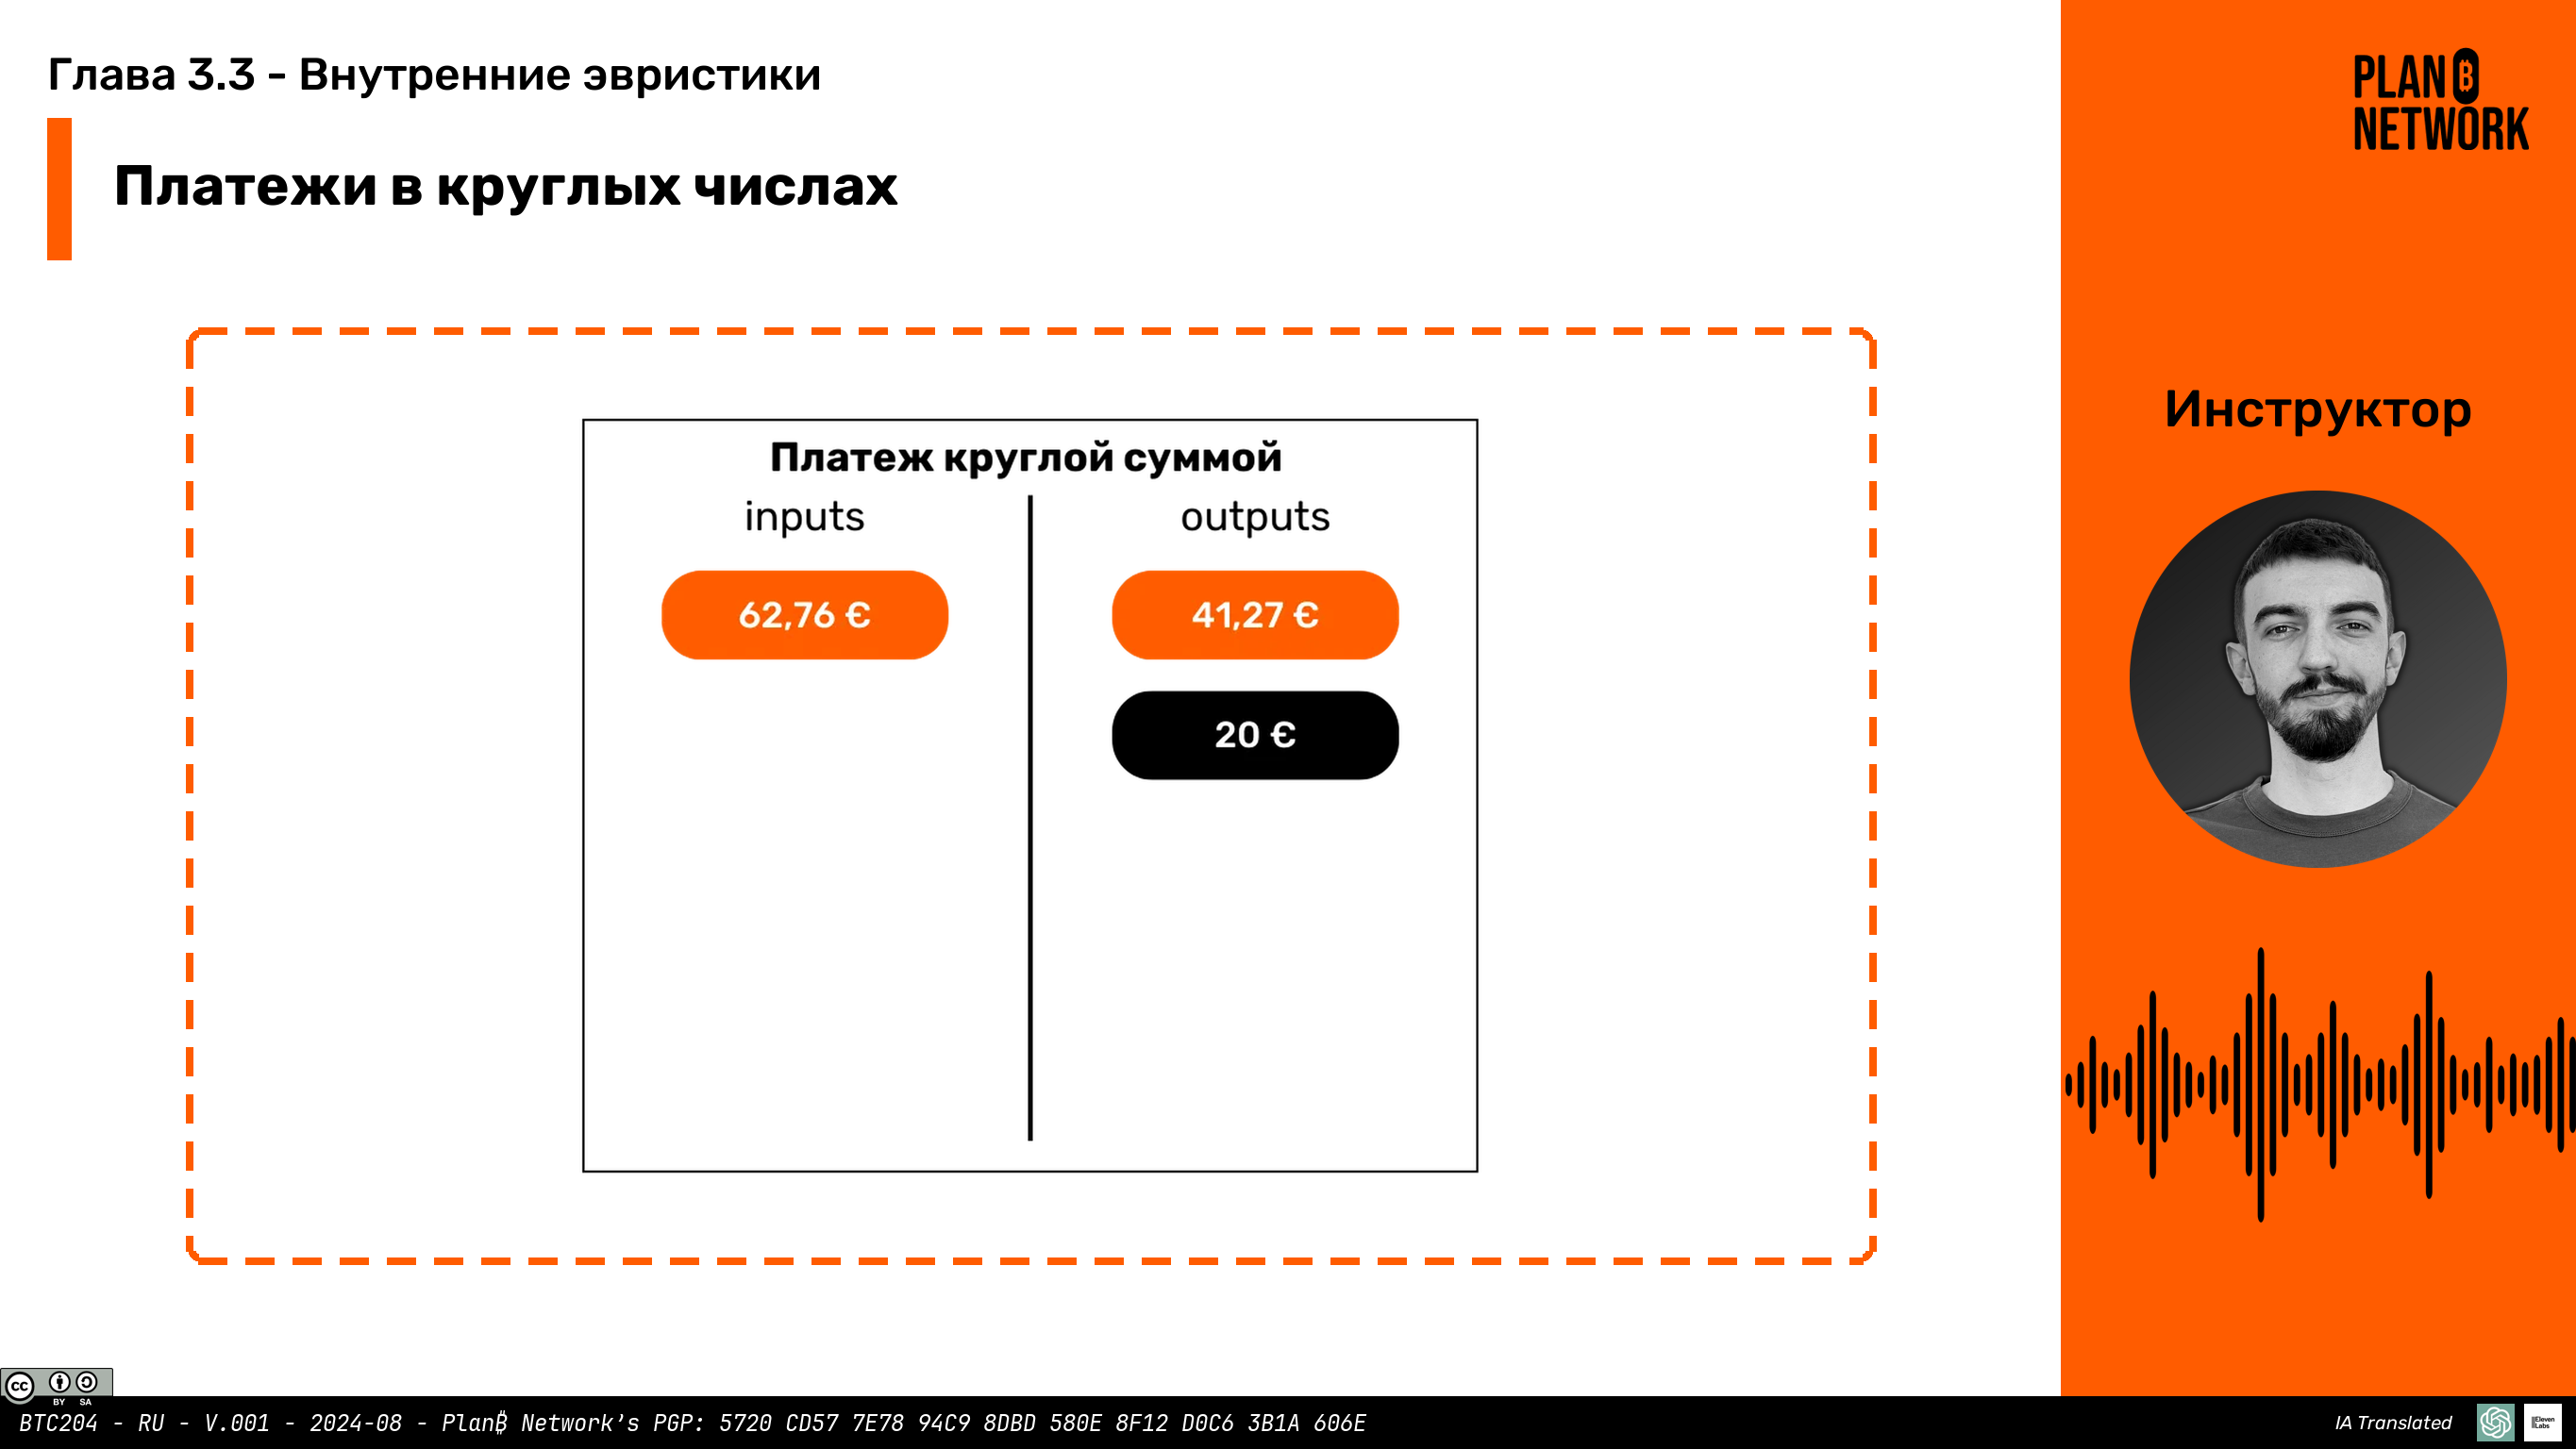 Глава 3.3 - Внутренние эвристики
Платежи в круглых числах
PLAN ₿
NETWORK
Инструктор
Платеж круглой суммой
inputs
outputs
62,76 €
41,27 €
20 €
cc BY SA
BTC204 - RU - V.001 - 2024-08 - Plan₿ Network's PGP: 5720 CD57 7E78 94C9 8DBD 580E 8F12 D0C6 3B1A 606E
IA Translated
ElevenLabs